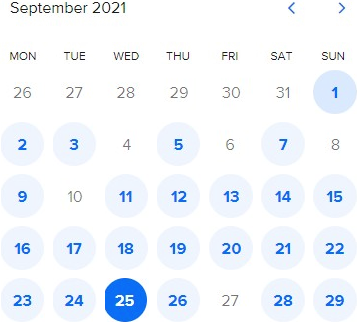 September 2021
MON TUE WED THU FRI SAT SUN
26 27 28 29 30 31 1
2 3 4 5 6 7 8
9 10 11 12 13 14 15
16 17 18 19 20 21 22
23 24 25 26 27 28 29